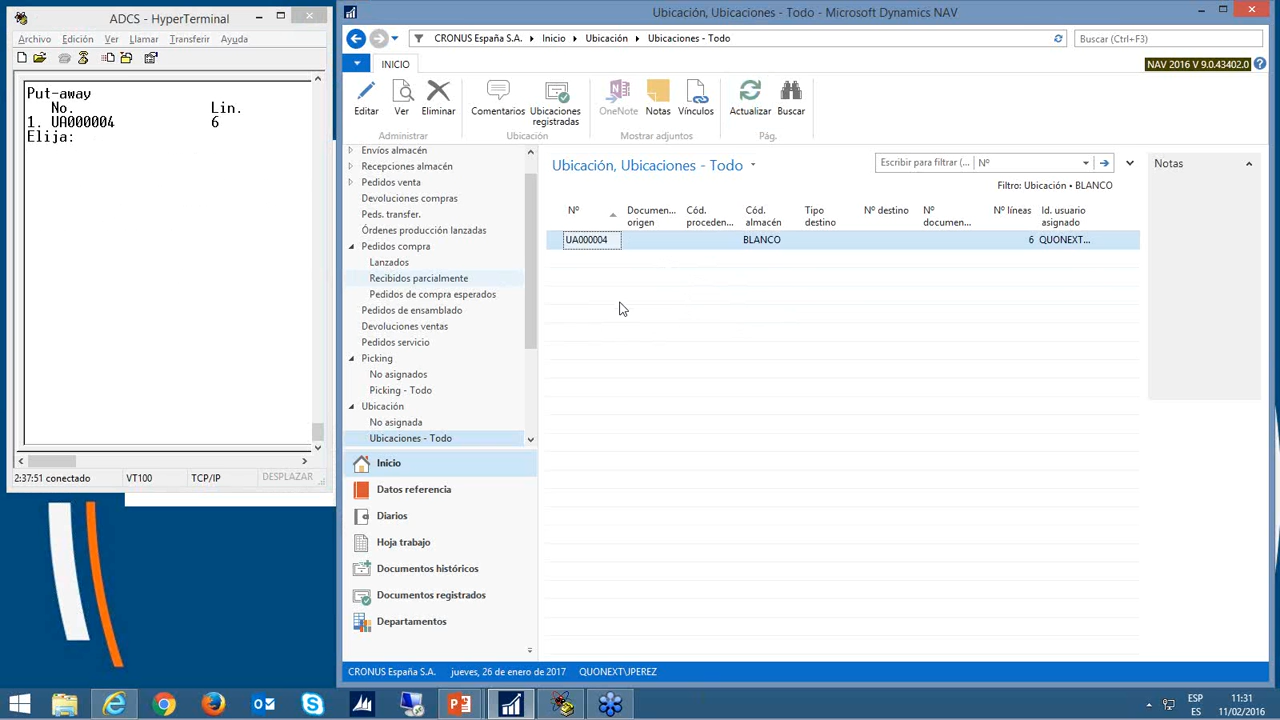 ADCS - HyperTerminal
Archivo Edición Ver Llamar Transferir Ayuda
Put-away
No. Lin.
1. UA000004 6
Elija:
2:37:51 conectado VT100 TCP/IP DESPLAZAR
Ubicación, Ubicaciones - Todo - Microsoft Dynamics NAV
CRONUS España S.A. Inicio Ubicación Ubicaciones - Todo
Buscar (Ctrl+F3)
INICIO
NAV 2016 V 9.0.43402.0
Editar Ver Eliminar Comentarios Ubicaciones registradas OneNote Notas Vínculos Actualizar Buscar
Administrar Ubicación Mostrar adjuntos Pág.
Envíos almacén
Recepciones almacén
Pedidos venta
Devoluciones compras
Peds. transfer.
Órdenes producción lanzadas
Pedidos compra
Lanzados
Recibidos parcialmente
Pedidos de compra esperados
Pedidos de ensamblado
Devoluciones ventas
Pedidos servicio
Picking
No asignados
Picking - Todo
Ubicación
No asignada
Ubicaciones - Todo
Inicio
Datos referencia
Diarios
Hoja trabajo
Documentos históricos
Documentos registrados
Departamentos
Ubicación, Ubicaciones - Todo
Escribir para filtrar (... Nº
Filtro: Ubicación • BLANCO
Nº Documen... origen Cód. proceden... Cód. almacén Tipo destino Nº destino Nº documen... Nº líneas Id. usuario asignado
UA000004 BLANCO 6 QUONEXT...
Notas
CRONUS España S.A. jueves, 26 de enero de 2017 QUONEXT\JPEREZ
ESP
ES
11:31
11/02/2016